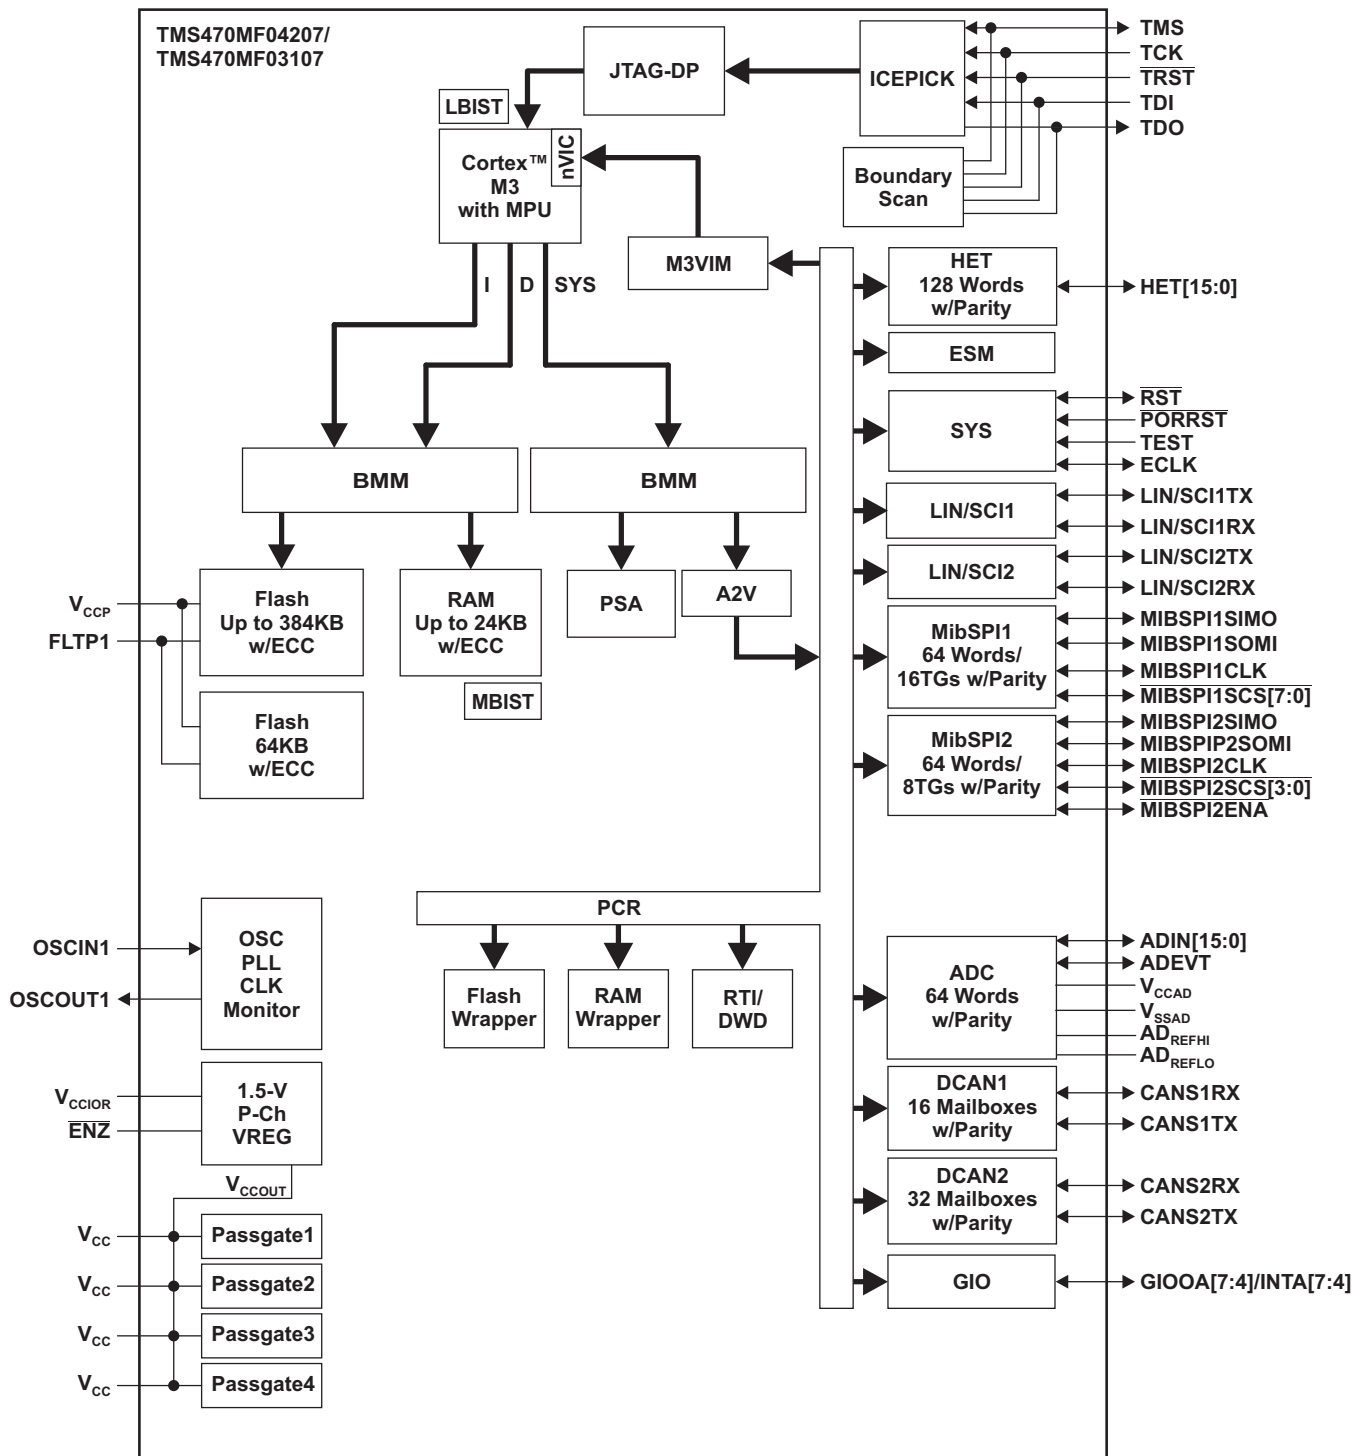 TMS470MF04207/
TMS470MF03107
JTAG-DP
ICEPICK
TMS
TCK
TRST
TDI
TDO
LBIST
Cortex™
M3
with MPU
nVIC
Boundary
Scan
M3VIM
I
D
SYS
HET
128 Words
w/Parity
HET[15:0]
ESM
SYS
RST
PORRST
TEST
ECLK
BMM
BMM
LIN/SCI1
LIN/SCI1TX
LIN/SCI1RX
LIN/SCI2
LIN/SCI2TX
LIN/SCI2RX
VCCP
FLTP1
Flash
Up to 384KB
w/ECC
RAM
Up to 24KB
w/ECC
PSA
A2V
MBIST
Flash
64KB
w/ECC
MibSPI1
64 Words/
16TGs w/Parity
MIBSPI1SIMO
MIBSPI1SOMI
MIBSPI1CLK
MIBSPI1SCS[7:0]
MibSPI2
64 Words/
8TGs w/Parity
MIBSPI2SIMO
MIBSPIP2SOMI
MIBSPI2CLK
MIBSPI2SCS[3:0]
MIBSPI2ENA
PCR
OSCIN1
OSCOUT1
OSC
PLL
CLK
Monitor
Flash
Wrapper
RAM
Wrapper
RTI/
DWD
ADC
64 Words
w/Parity
ADIN[15:0]
ADEVT
VCCAD
VSSAD
ADREFHI
ADREFLO
VCCIOR
ENZ
1.5-V
P-Ch
VREG
VCCOUT
DCAN1
16 Mailboxes
w/Parity
CANS1RX
CANS1TX
DCAN2
32 Mailboxes
w/Parity
CANS2RX
CANS2TX
VCC
Passgate1
VCC
Passgate2
VCC
Passgate3
VCC
Passgate4
GIO
GIOOA[7:4]/INTA[7:4]